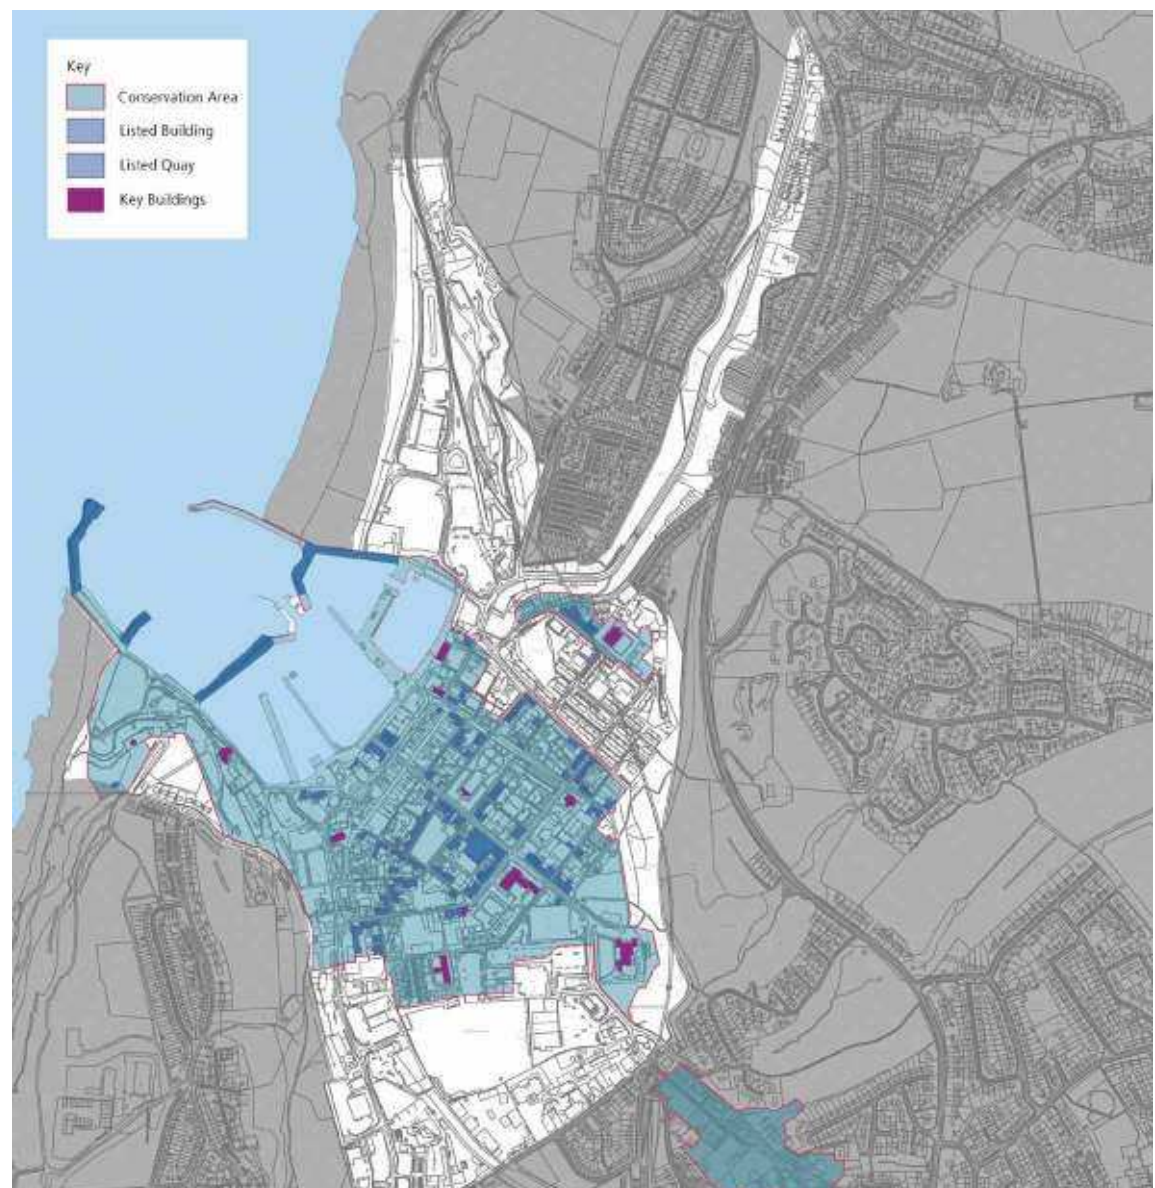 Key
Conservation Area
Listed Building
Listed Quay
Key Buildings